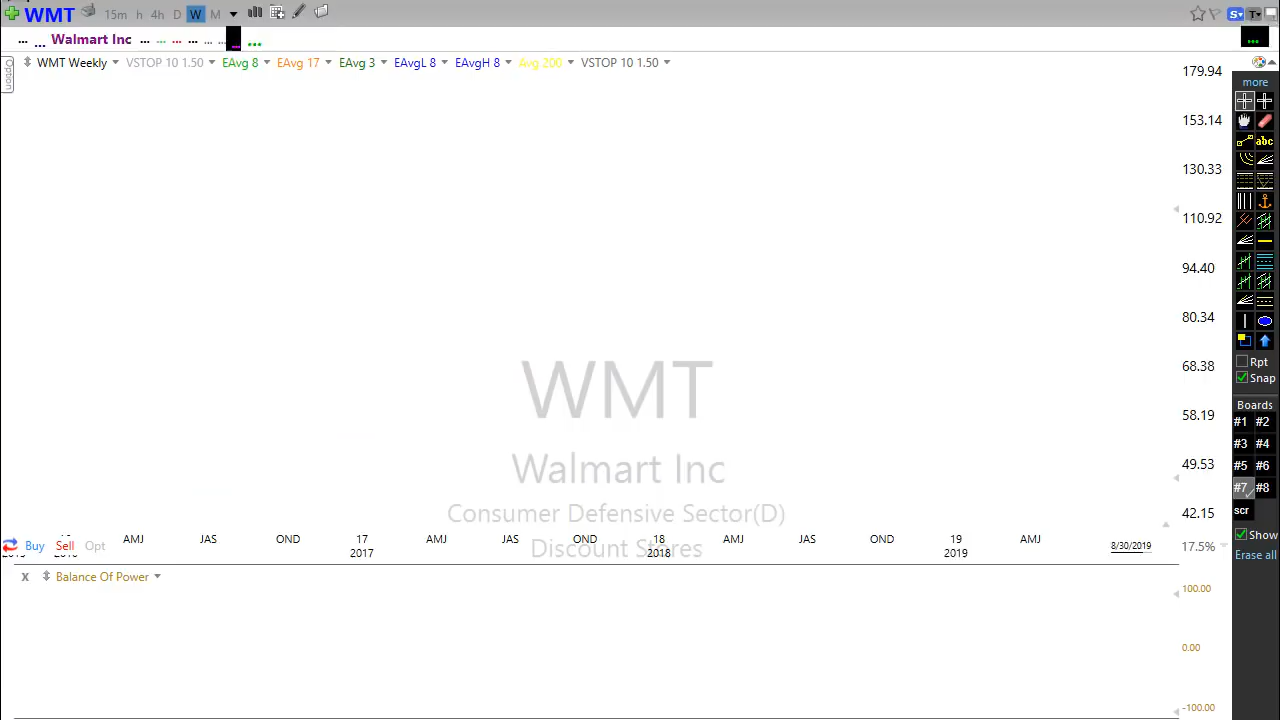 WMT 15m h 4h D W M S T
... ... Walmart Inc ... ... ... ... ... ... ... ... ...
Option
WMT Weekly VSTOP 10 1.50 EAvg 8 EAvg 17 EAvg 3 EAvgL 8 EAvgH 8 Avg 200 VSTOP 10 1.50
179.94
153.14
130.33
110.92
94.40
80.34
68.38
58.19
49.53
42.15
17.5%
WMT
Walmart Inc
Consumer Defensive Sector(D)
Discount Stores
AMJ JAS OND 17 AMJ JAS OND 18 AMJ JAS OND 19 AMJ
2017 2018 2019 8/30/2019
Buy Sell Opt
x Balance Of Power
100.00
0.00
-100.00
more
abc
Rpt
Snap
Boards
#1 #2
#3 #4
#5 #6
#7 #8
scr
Show
Erase all